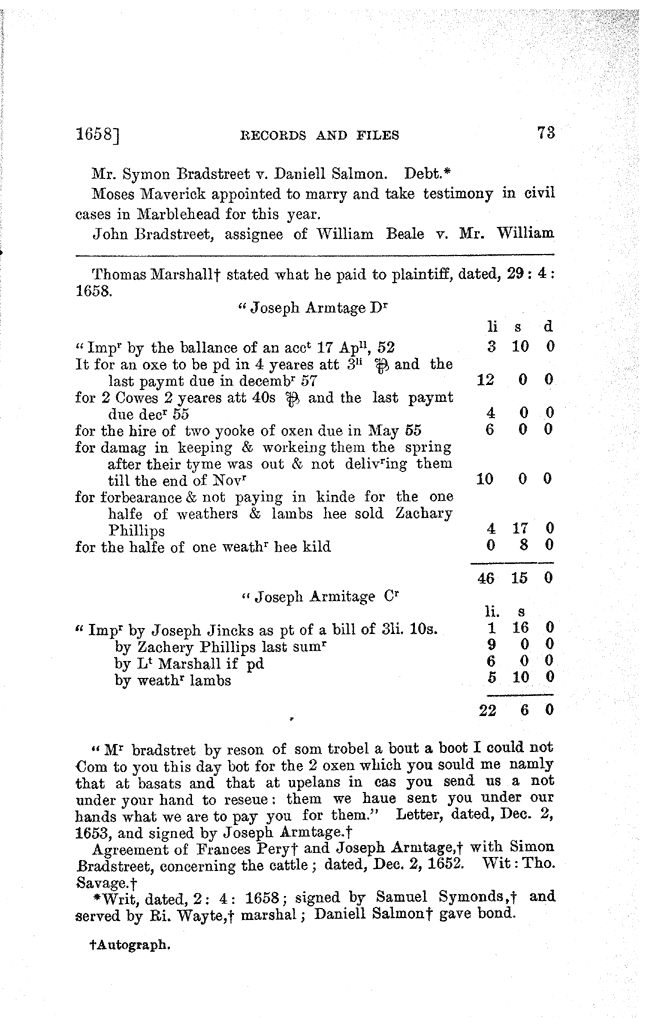 1658] RECORDS AND FILES 73
Mr. Symon Bradstreet v. Daniell Salmon. Debt.*
Moses Maverick appointed to marry and take testimony in civil
cases in Marblehead for this year.
John Bradstreet, assignee of William Beale v. Mr. William
Thomas Marshall† stated what he paid to plaintiff, dated, 29 : 4 :
1658.
“ Joseph Armtage Dʳ
li s d
“ Impʳ by the ballance of an accᵗ 17 Apˡˡ, 52 3 10 0
It for an oxe to be pd in 4 yeares att 3ˡⁱ ⅌ and the
last paymt due in decembʳ 57 12 0 0
for 2 Cowes 2 yeares att 40s ⅌ and the last paymt
due decʳ 55 4 0 0
for the hire of two yooke of oxen due in May 55 6 0 0
for damag in keeping & workeing them the spring
after their tyme was out & not delivʳing them
till the end of Novʳ 10 0 0
for forbearance & not paying in kinde for the one
halfe of weathers & lambs hee sold Zachary
Phillips 4 17 0
for the halfe of one weathʳ hee kild 0 8 0
46 15 0
“ Joseph Armitage Cʳ
li. s
“ Impʳ by Joseph Jincks as pt of a bill of 3li. 10s. 1 16 0
by Zachery Phillips last sumʳ 9 0 0
by Lᵗ Marshall if pd 6 0 0
by weathʳ lambs 5 10 0
22 6 0
“ Mʳ bradstret by reson of som trobel a bout a boot I could not
Com to you this day bot for the 2 oxen which you sould me namly
that at basats and that at upelans in cas you send us a not
under your hand to reseue : them we haue sent you under our
hands what we are to pay you for them.” Letter, dated, Dec. 2,
1653, and signed by Joseph Armtage.†
Agreement of Frances Pery† and Joseph Armtage,† with Simon
Bradstreet, concerning the cattle ; dated, Dec. 2, 1652. Wit : Tho.
Savage.†
*Writ, dated, 2 : 4 : 1658 ; signed by Samuel Symonds,† and
served by Ri. Wayte,† marshal ; Daniell Salmon† gave bond.
†Autograph.